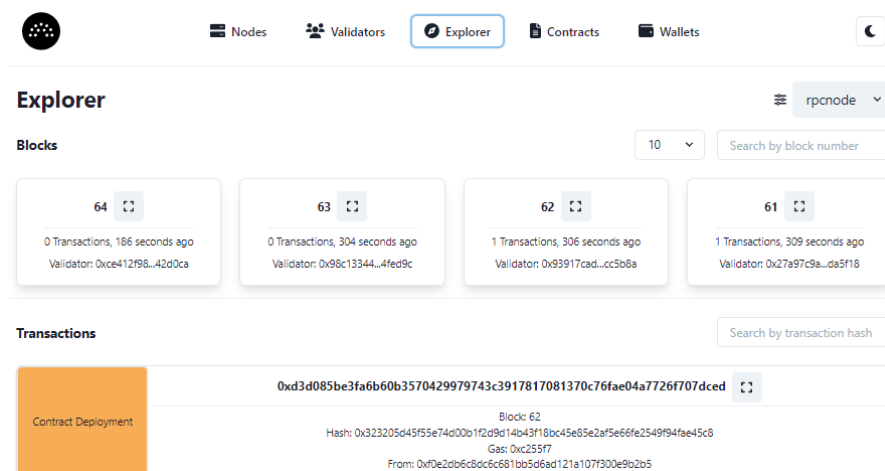 Nodes Validators Explorer Contracts Wallets
Explorer
rpcnode
Blocks
10
Search by block number
64
0 Transactions, 186 seconds ago
Validator: 0xce412f98...42d0ca
63
0 Transactions, 304 seconds ago
Validator: 0x98c13344...4fed9c
62
1 Transactions, 306 seconds ago
Validator: 0x93917cad...cc5b8a
61
1 Transactions, 309 seconds ago
Validator: 0x27a97c9a...da5f18
Transactions
Search by transaction hash
Contract Deployment
0xd3d085be3fa6b60b3570429979743c3917817081370c76fae04a7726f707dced
Block: 62
Hash: 0x323205d45f55e74d00b1f2d9d14b43f18bc45e85e2af5e66fe2549f94fae45c8
Gas: 0xc255f7
From: 0xf0e2db6c8dc6c681bb5d6ad121a107f300e9b2b5